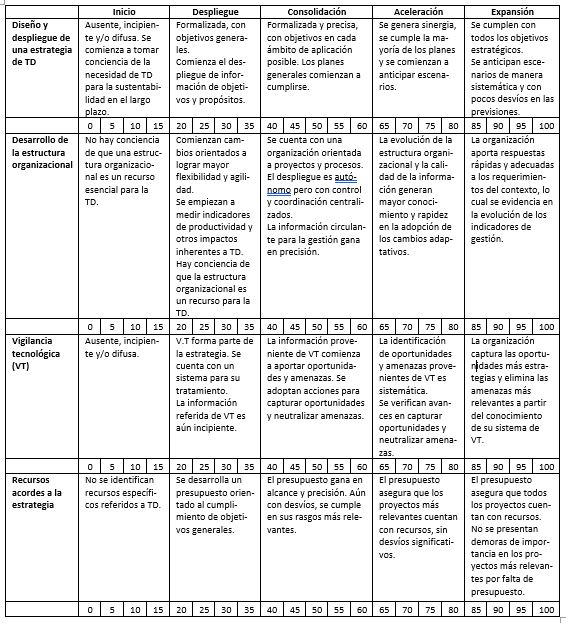 Inicio Despliegue Consolidación Aceleración Expansión
Diseño y
despliegue de
una estrategia
de TD
Ausente, incipien-
te y/o difusa. Se
comienza a tomar
conciencia de la
necesidad de TD
para la sustentabi-
lidad en el largo
plazo.
Formalizada, con
objetivos genera-
les.
Comienza el des-
pliegue de infor-
mación de objeti-
vos y propósitos.
Formalizada y precisa,
con objetivos en cada
ámbito de aplicación
posible. Los planes
generales comienzan a
cumplirse.
Se genera sinergia,
se cumple la ma-
yoría de los planes
y se comienzan a
anticipar escena-
rios.
Se cumplen con
todos los objetivos
estratégicos.
Se anticipan esce-
narios de manera
sistemática y con
pocos desvíos en las
previsiones.
0 5 10 15 20 25 30 35 40 45 50 55 60 65 70 75 80 85 90 95 100
Desarrollo de
la estructura
organizacional
No hay conciencia
de que una estruc-
tura organizacio-
nal es un recurso
esencial para la
TD.
Comienzan cam-
bios orientados a
lograr mayor
flexibilidad y agili-
dad.
Se empiezan a
medir indicadores
de productividad y
otros impactos
inherentes a TD.
Hay conciencia de
que la estructura
organizacional es
un recurso para la
TD.
Se cuenta con una
organización orientada
a proyectos y procesos.
El despliegue es autó-
nomo pero con control
y coordinación centrali-
zados.
La información circulan-
te para la gestión gana
en precisión.
La evolución de la
estructura organi-
zacional y la cali-
dad de la informa-
ción generan
mayor conoci-
miento y rapidez
en la adopción de
los cambios adap-
tativos.
La organización
aporta respuestas
rápidas y adecuadas
a los requerimien-
tos del contexto, lo
cual se evidencia en
la evolución de los
indicadores de
gestión.
0 5 10 15 20 25 30 35 40 45 50 55 60 65 70 75 80 85 90 95 100
Vigilancia
tecnológica
(VT)
Ausente, incipien-
te y/o difusa.
V.T forma parte de
la estrategia. Se
cuenta con un
sistema para su
tratamiento.
La información
referida de VT es
aún incipiente.
La información prove-
niente de VT comienza
a aportar oportunida-
des y amenazas. Se
adoptan acciones para
capturar oportunidades
y neutralizar amenazas.
La identificación
de oportunidades
y amenazas prove-
nientes de VT es
sistemática.
Se verifican avan-
ces en capturar
oportunidades y
neutralizar amena-
zas.
La organización
captura las oportu-
nidades más estra-
tegias y elimina las
amenazas más
relevantes a partir
del conocimiento
de su sistema de
VT.
0 5 10 15 20 25 30 35 40 45 50 55 60 65 70 75 80 85 90 95 100
Recursos
acordes a la
estrategia
No se identifican
recursos específi-
cos referidos a TD.
Se desarrolla un
presupuesto orien-
tado al cumpli-
miento de objeti-
vos generales.
El presupuesto gana en
alcance y precisión. Aún
con desvíos, se cumple
en sus rasgos más rele-
vantes.
El presupuesto
asegura que los
proyectos más
relevantes cuentan
con recursos, sin
desvíos significati-
vos.
El presupuesto
asegura que todos
los proyectos cuen-
tan con recursos.
No se presentan
demoras de impor-
tancia en los pro-
yectos más relevan-
tes por falta de
presupuesto.
0 5 10 15 20 25 30 35 40 45 50 55 60 65 70 75 80 85 90 95 100